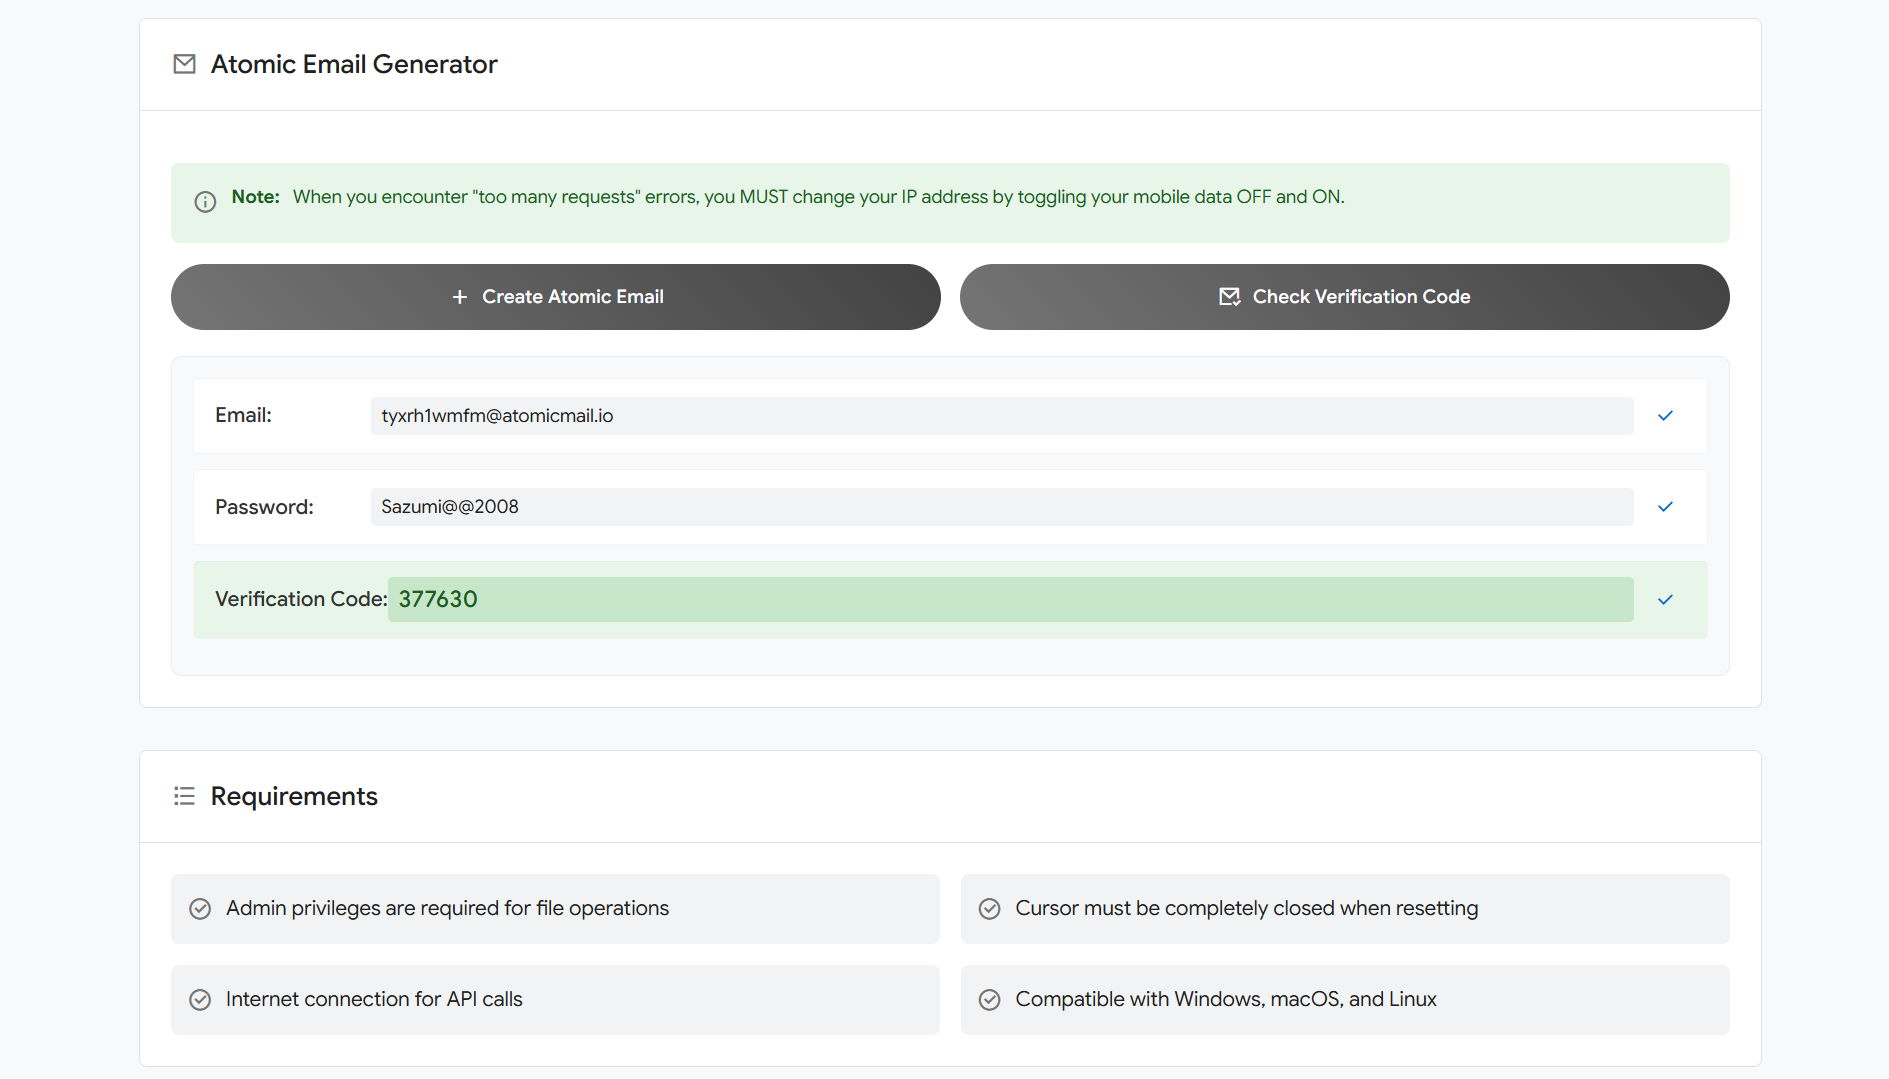 Atomic Email Generator
Note: When you encounter "too many requests" errors, you MUST change your IP address by toggling your mobile data OFF and ON.
Create Atomic Email
Check Verification Code
Email: tyxrh1wmfm@atomicmail.io
Password: Sazumi@@2008
Verification Code: 377630
Requirements
Admin privileges are required for file operations
Cursor must be completely closed when resetting
Internet connection for API calls
Compatible with Windows, macOS, and Linux